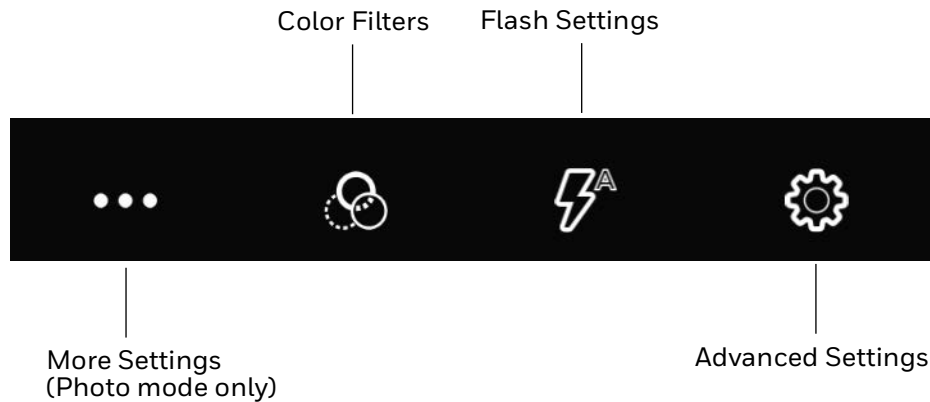 Color Filters
Flash Settings
A
More Settings
(Photo mode only)
Advanced Settings